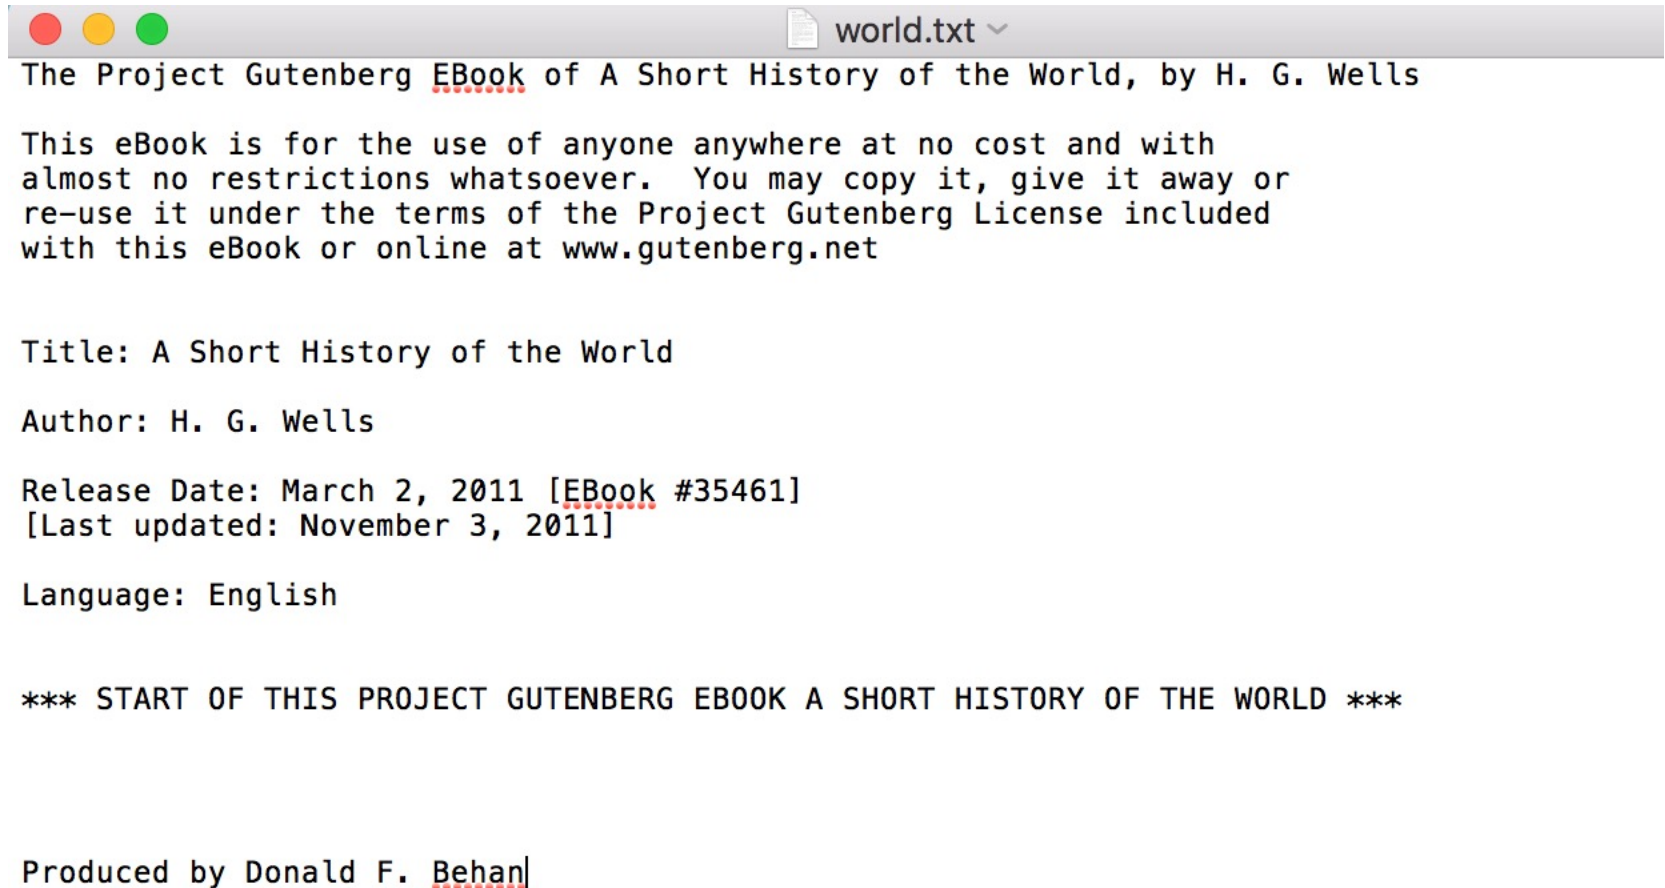 world.txt
The Project Gutenberg EBook of A Short History of the World, by H. G. Wells
This eBook is for the use of anyone anywhere at no cost and with
almost no restrictions whatsoever.  You may copy it, give it away or
re-use it under the terms of the Project Gutenberg License included
with this eBook or online at www.gutenberg.net
Title: A Short History of the World
Author: H. G. Wells
Release Date: March 2, 2011 [EBook #35461]
[Last updated: November 3, 2011]
Language: English
*** START OF THIS PROJECT GUTENBERG EBOOK A SHORT HISTORY OF THE WORLD ***
Produced by Donald F. Behan